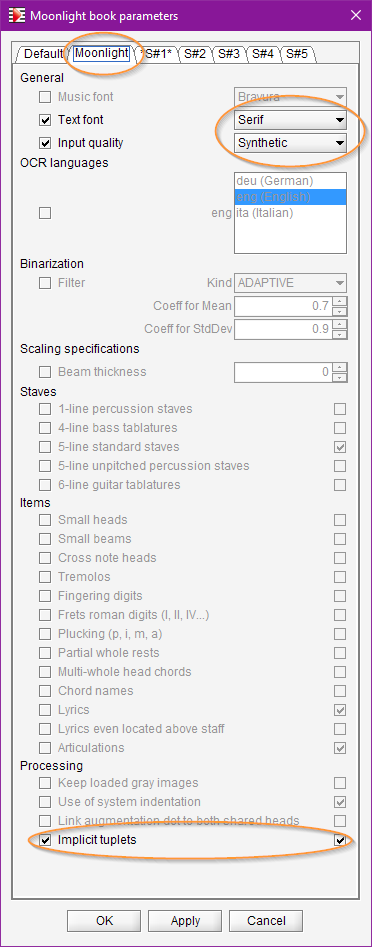 Moonlight book parameters
Default Moonlight *S#1* S#2 S#3 S#4 S#5
General
Music font Bravura
Text font Serif
Input quality Synthetic
OCR languages
deu (German)
eng (English)
eng ita (Italian)
Binarization
Filter Kind ADAPTIVE
Coeff for Mean 0.7
Coeff for StdDev 0.9
Scaling specifications
Beam thickness 0
Staves
1-line percussion staves
4-line bass tablatures
5-line standard staves
5-line unpitched percussion staves
6-line guitar tablatures
Items
Small heads
Small beams
Cross note heads
Tremolos
Fingering digits
Frets roman digits (I, II, IV...)
Plucking (p, i, m, a)
Partial whole rests
Multi-whole head chords
Chord names
Lyrics
Lyrics even located above staff
Articulations
Processing
Keep loaded gray images
Use of system indentation
Link augmentation dot to both shared heads
Implicit tuplets
OK Apply Cancel